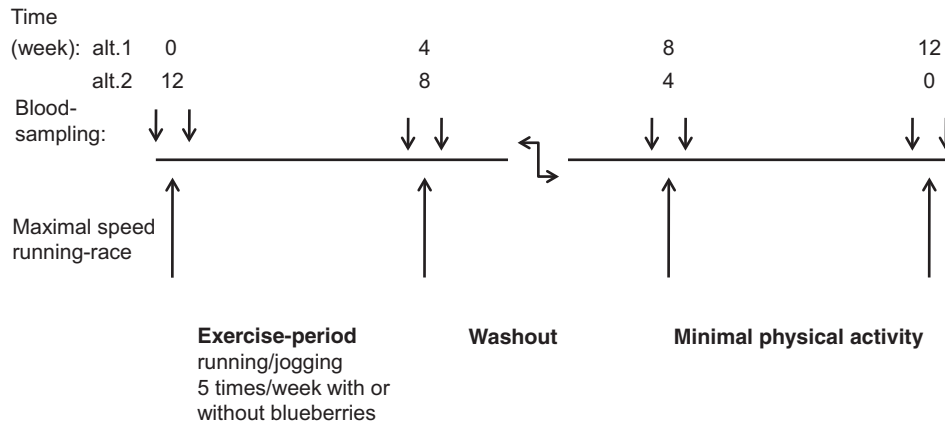 Time
(week): alt.1 0 4 8 12
alt.2 12 8 4 0
Blood-
sampling:
Maximal speed
running-race
Exercise-period Washout Minimal physical activity
running/jogging
5 times/week with or
without blueberries